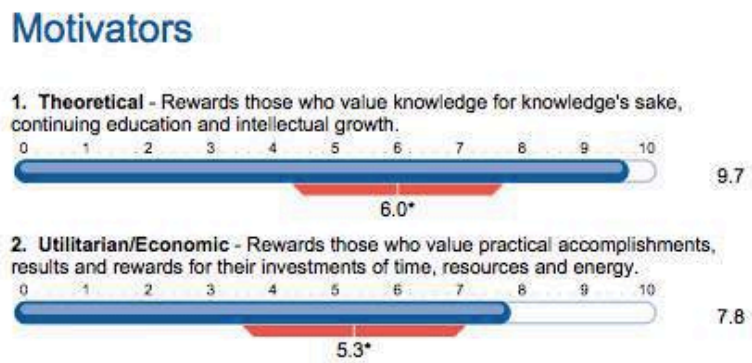 Motivators
1. Theoretical - Rewards those who value knowledge for knowledge's sake,
continuing education and intellectual growth.
0 1 2 3 4 5 6 7 8 9 10
9.7
6.0*
2. Utilitarian/Economic - Rewards those who value practical accomplishments,
results and rewards for their investments of time, resources and energy.
0 1 2 3 4 5 6 7 8 9 10
7.8
5.3*